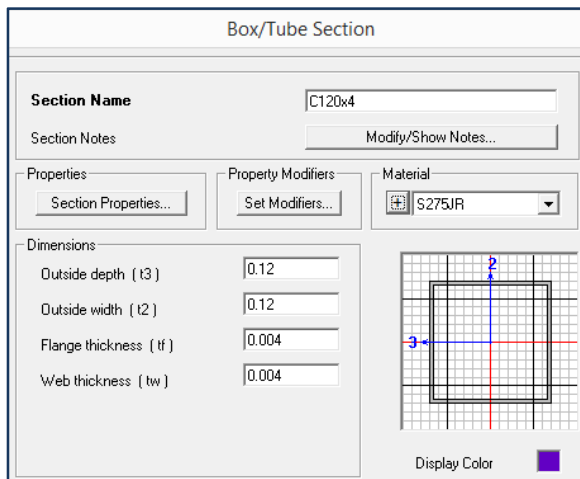 Box/Tube Section
Section Name
C120x4
Section Notes
Modify/Show Notes...
Properties
Property Modifiers
Material
Section Properties...
Set Modifiers...
+
S275JR
Dimensions
Outside depth ( t3 )
0.12
Outside width ( t2 )
0.12
Flange thickness ( tf )
0.004
Web thickness ( tw )
0.004
2
3
Display Color